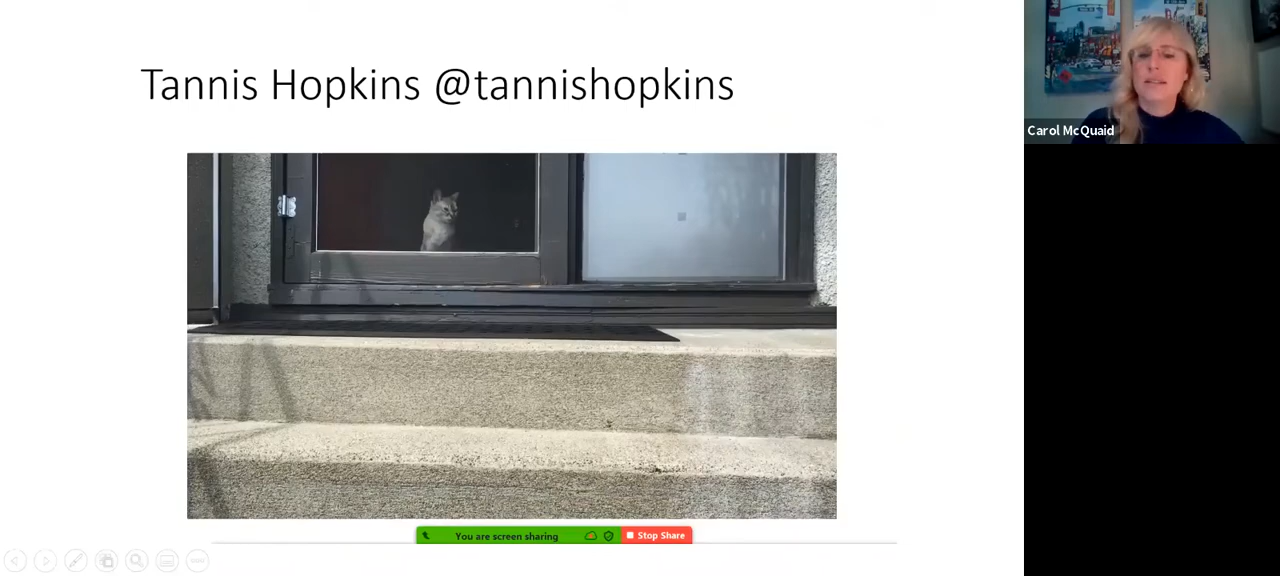 Tannis Hopkins @tannishopkins
Carol McQuaid
You are screen sharing
Stop Share